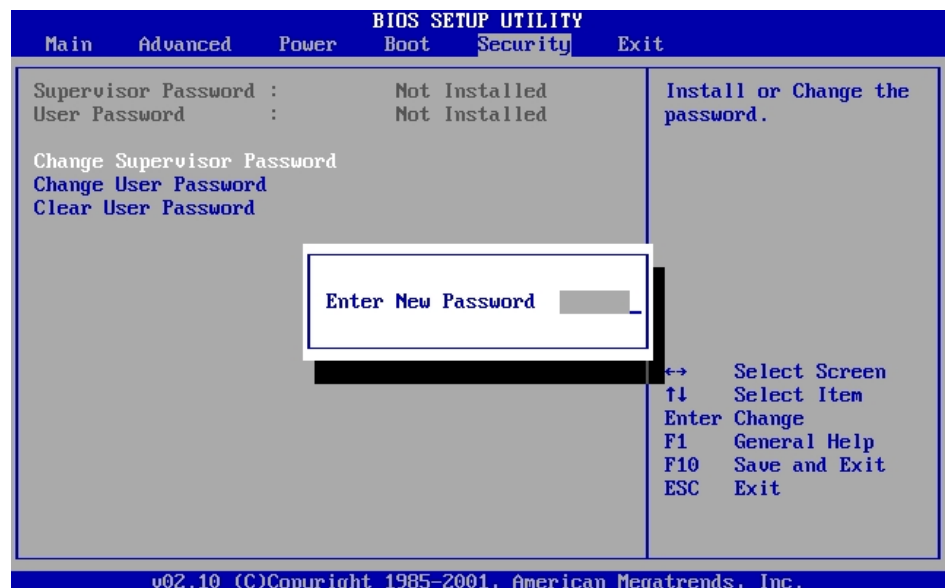 BIOS SETUP UTILITY
Main Advanced Power Boot Security Exit
Supervisor Password : Not Installed
User Password : Not Installed
Change Supervisor Password
Change User Password
Clear User Password
Enter New Password
Install or Change the
password.
←→ Select Screen
↑↓ Select Item
Enter Change
F1 General Help
F10 Save and Exit
ESC Exit
v02.10 (C)Copyright 1985-2001, American Megatrends, Inc.